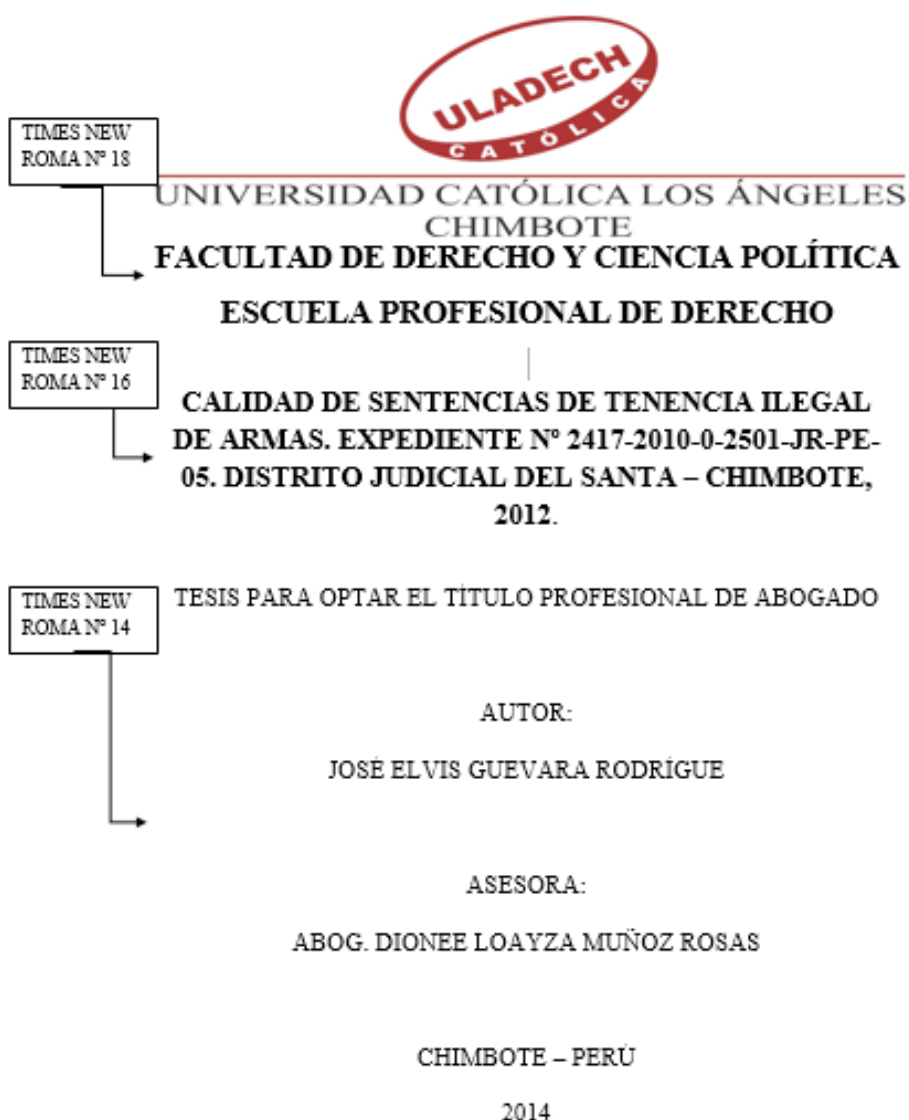 ULADECH
CATÓLICA
TIMES NEW
ROMA Nº 18
UNIVERSIDAD CATÓLICA LOS ÁNGELES
CHIMBOTE
FACULTAD DE DERECHO Y CIENCIA POLÍTICA
ESCUELA PROFESIONAL DE DERECHO
TIMES NEW
ROMA Nº 16
CALIDAD DE SENTENCIAS DE TENENCIA ILEGAL
DE ARMAS. EXPEDIENTE Nº 2417-2010-0-2501-JR-PE-
05. DISTRITO JUDICIAL DEL SANTA – CHIMBOTE,
2012.
TIMES NEW
ROMA Nº 14
TESIS PARA OPTAR EL TÍTULO PROFESIONAL DE ABOGADO
AUTOR:
JOSÉ ELVIS GUEVARA RODRÍGUE
ASESORA:
ABOG. DIONEE LOAYZA MUÑOZ ROSAS
CHIMBOTE – PERÚ
2014